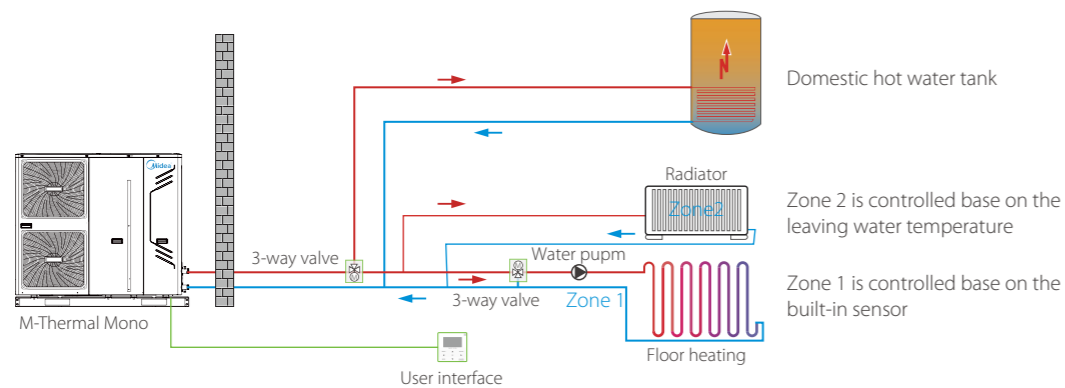 Domestic hot water tank
Midea
Radiator
Zone2
Zone 2 is controlled base on the
leaving water temperature
3-way valve
Water pupm
3-way valve
Zone 1
Zone 1 is controlled base on the
built-in sensor
M-Thermal Mono
Floor heating
User interface